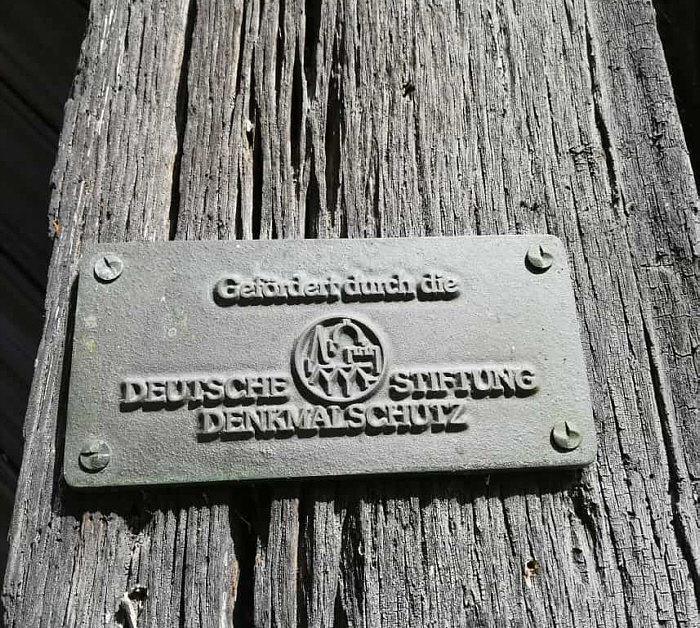 Gefördert durch die
DEUTSCHE STIFTUNG
DENKMALSCHUTZ